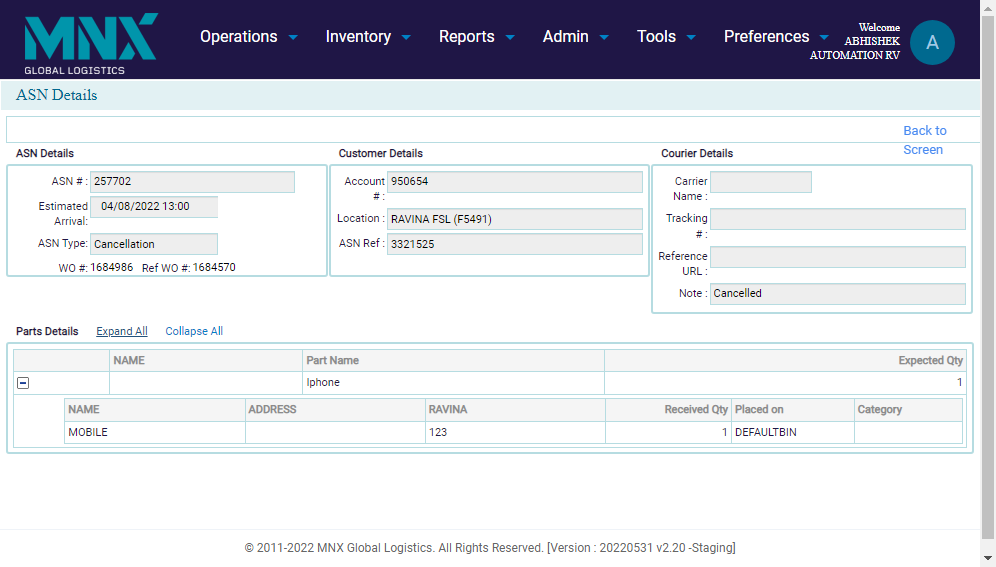 MNX
GLOBAL LOGISTICS
Operations Inventory Reports Admin Tools Preferences
Welcome
ABHISHEK
AUTOMATION RV
A
ASN Details
Back to
Screen
ASN Details
ASN # : 257702
Estimated
Arrival: 04/08/2022 13:00
ASN Type: Cancellation
WO #: 1684986 Ref WO #: 1684570
Customer Details
Account
# : 950654
Location : RAVINA FSL (F5491)
ASN Ref : 3321525
Courier Details
Carrier
Name :
Tracking
# :
Reference
URL :
Note : Cancelled
Parts Details Expand All Collapse All
NAME Part Name Expected Qty
Iphone 1
NAME ADDRESS RAVINA Received Qty Placed on Category
MOBILE 123 1 DEFAULTBIN
© 2011-2022 MNX Global Logistics. All Rights Reserved. [Version : 20220531 v2.20 -Staging]